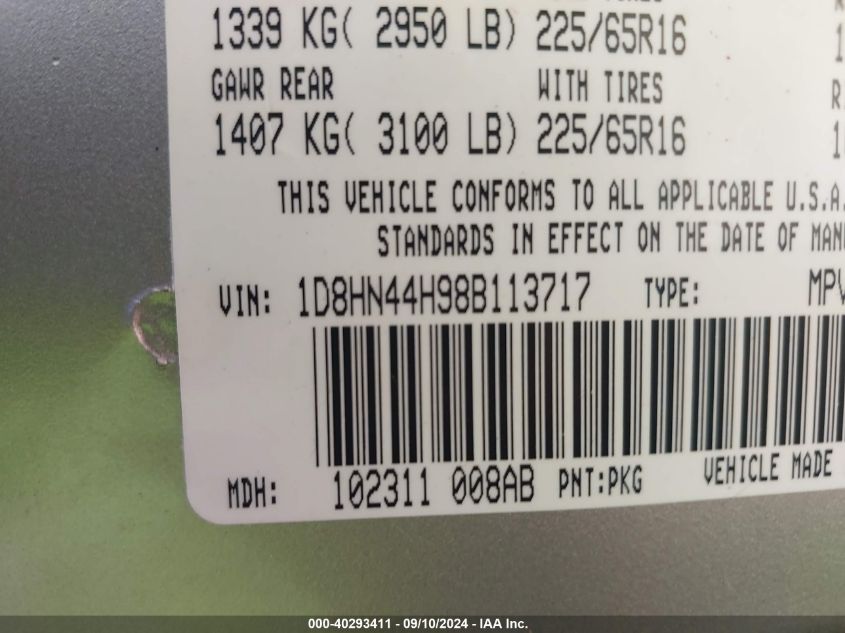 1339 KG( 2950 LB) 225/65R16
GAWR REAR WITH TIRES
1407 KG( 3100 LB) 225/65R16
THIS VEHICLE CONFORMS TO ALL APPLICABLE U.S.A.
STANDARDS IN EFFECT ON THE DATE OF MAN
VIN: 1D8HN44H98B113717 TYPE: MPV
MDH: 102311 008AB PNT:PKG VEHICLE MADE
000-40293411 - 09/10/2024 - IAA Inc.